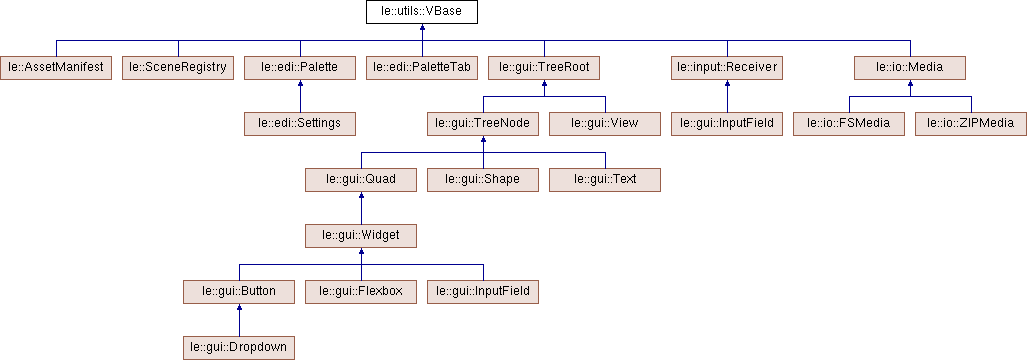 le::utils::VBase
le::AssetManifest le::SceneRegistry le::edi::Palette le::edi::PaletteTab le::gui::TreeRoot le::input::Receiver le::io::Media
le::edi::Settings le::gui::TreeNode le::gui::View le::gui::InputField le::io::FSMedia le::io::ZIPMedia
le::gui::Quad le::gui::Shape le::gui::Text
le::gui::Widget
le::gui::Button le::gui::Flexbox le::gui::InputField
le::gui::Dropdown